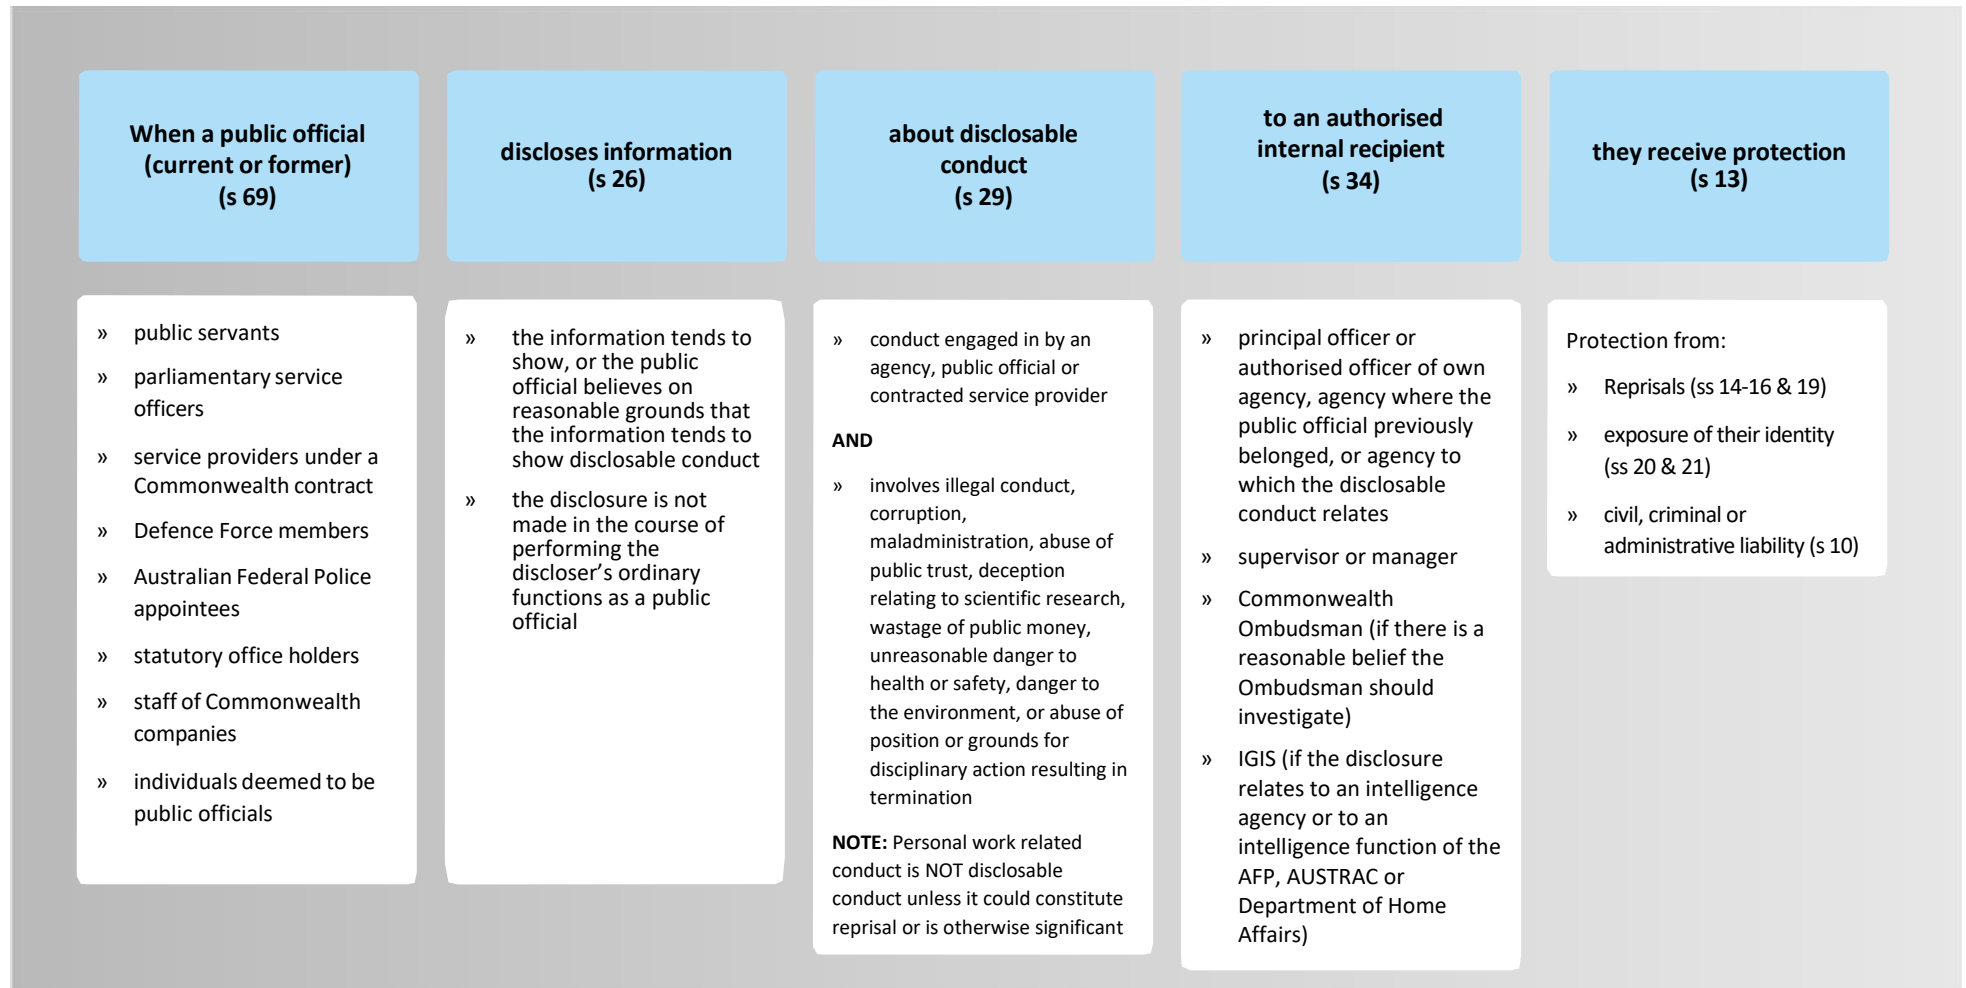 When a public official
(current or former)
(s 69)
discloses information
(s 26)
about disclosable
conduct
(s 29)
to an authorised
internal recipient
(s 34)
they receive protection
(s 13)
» public servants
» parliamentary service
officers
» service providers under a
Commonwealth contract
» Defence Force members
» Australian Federal Police
appointees
» statutory office holders
» staff of Commonwealth
companies
» individuals deemed to be
public officials
» the information tends to
show, or the public
official believes on
reasonable grounds that
the information tends to
show disclosable conduct
» the disclosure is not
made in the course of
performing the
discloser's ordinary
functions as a public
official
» conduct engaged in by an
agency, public official or
contracted service provider
AND
» involves illegal conduct,
corruption,
maladministration, abuse of
public trust, deception
relating to scientific research,
wastage of public money,
unreasonable danger to
health or safety, danger to
the environment, or abuse of
position or grounds for
disciplinary action resulting in
termination
NOTE: Personal work related
conduct is NOT disclosable
conduct unless it could constitute
reprisal or is otherwise significant
» principal officer or
authorised officer of own
agency, agency where the
public official previously
belonged, or agency to
which the disclosable
conduct relates
» supervisor or manager
» Commonwealth
Ombudsman (if there is a
reasonable belief the
Ombudsman should
investigate)
» IGIS (if the disclosure
relates to an intelligence
agency or to an
intelligence function of the
AFP, AUSTRAC or
Department of Home
Affairs)
Protection from:
» Reprisals (ss 14-16 & 19)
» exposure of their identity
(ss 20 & 21)
» civil, criminal or
administrative liability (s 10)